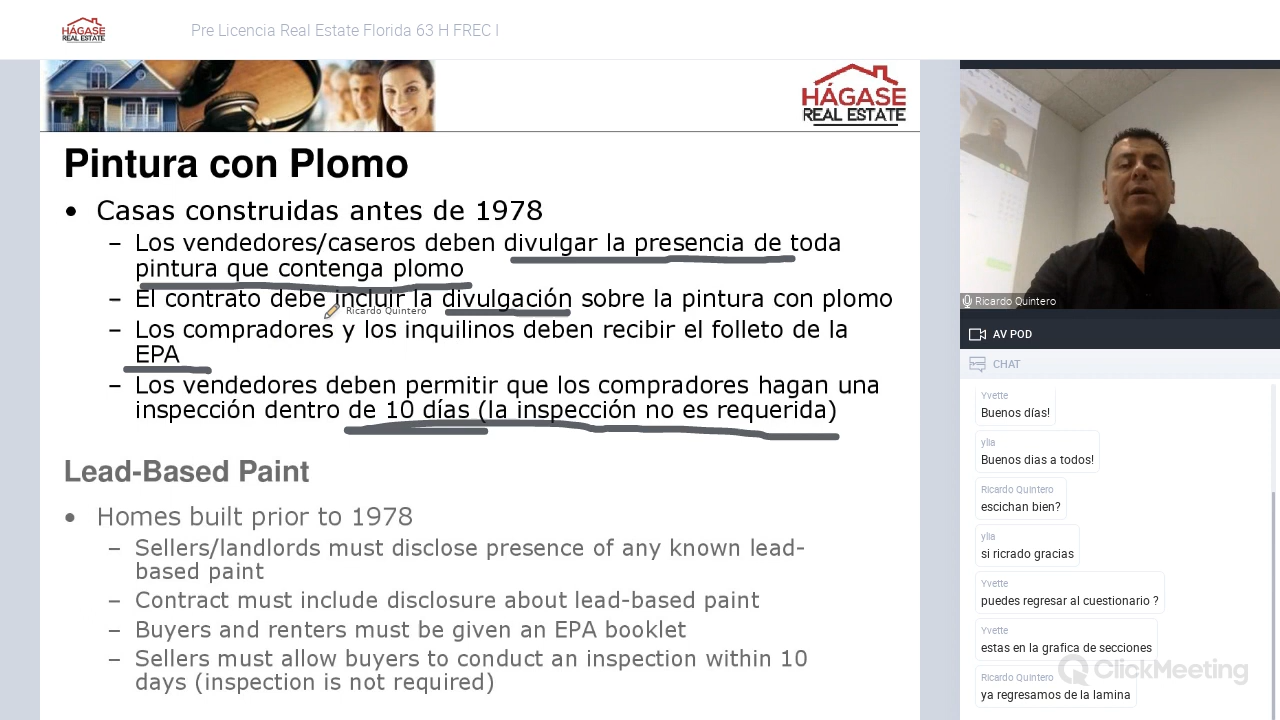 HÁGASE
REAL ESTATE
Pre Licencia Real Estate Florida 63 H FREC I
HÁGASE
REAL ESTATE
Pintura con Plomo
• Casas construidas antes de 1978
– Los vendedores/caseros deben divulgar la presencia de toda
pintura que contenga plomo
– El contrato debe incluir la divulgación sobre la pintura con plomo
Ricardo Quintero
– Los compradores y los inquilinos deben recibir el folleto de la
EPA
– Los vendedores deben permitir que los compradores hagan una
inspección dentro de 10 días (la inspección no es requerida)
Lead-Based Paint
• Homes built prior to 1978
– Sellers/landlords must disclose presence of any known lead-
based paint
– Contract must include disclosure about lead-based paint
– Buyers and renters must be given an EPA booklet
– Sellers must allow buyers to conduct an inspection within 10
days (inspection is not required)
Ricardo Quintero
AV POD
CHAT
Yvette
Buenos días!
ylia
Buenos dias a todos!
Ricardo Quintero
escichan bien?
ylia
si ricrado gracias
Yvette
puedes regresar al cuestionario ?
Yvette
estas en la grafica de secciones
Ricardo Quintero
ya regresamos de la lamina
ClickMeeting